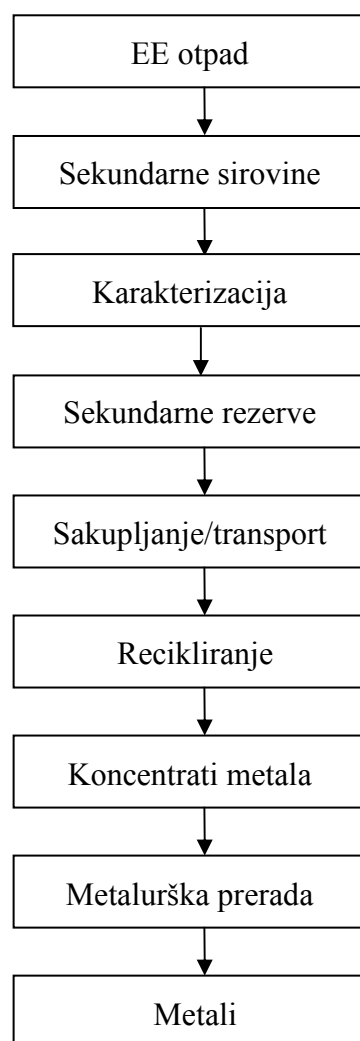 EE otpad
Sekundarne sirovine
Karakterizacija
Sekundarne rezerve
Sakupljanje/transport
Recikliranje
Koncentrati metala
Metalurška prerada
Metali